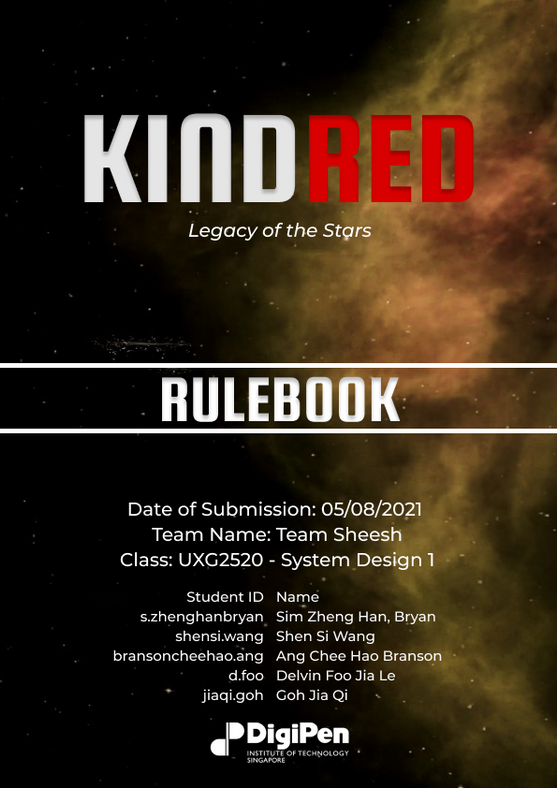 KINDRED
Legacy of the Stars
RULEBOOK
Date of Submission: 05/08/2021
Team Name: Team Sheesh
Class: UXG2520 - System Design 1
Student ID Name
s.zhenghanbryan Sim Zheng Han, Bryan
shensi.wang Shen Si Wang
bransoncheehao.ang Ang Chee Hao Branson
d.foo Delvin Foo Jia Le
jiaqi.goh Goh Jia Qi
DigiPen
INSTITUTE OF TECHNOLOGY
SINGAPORE